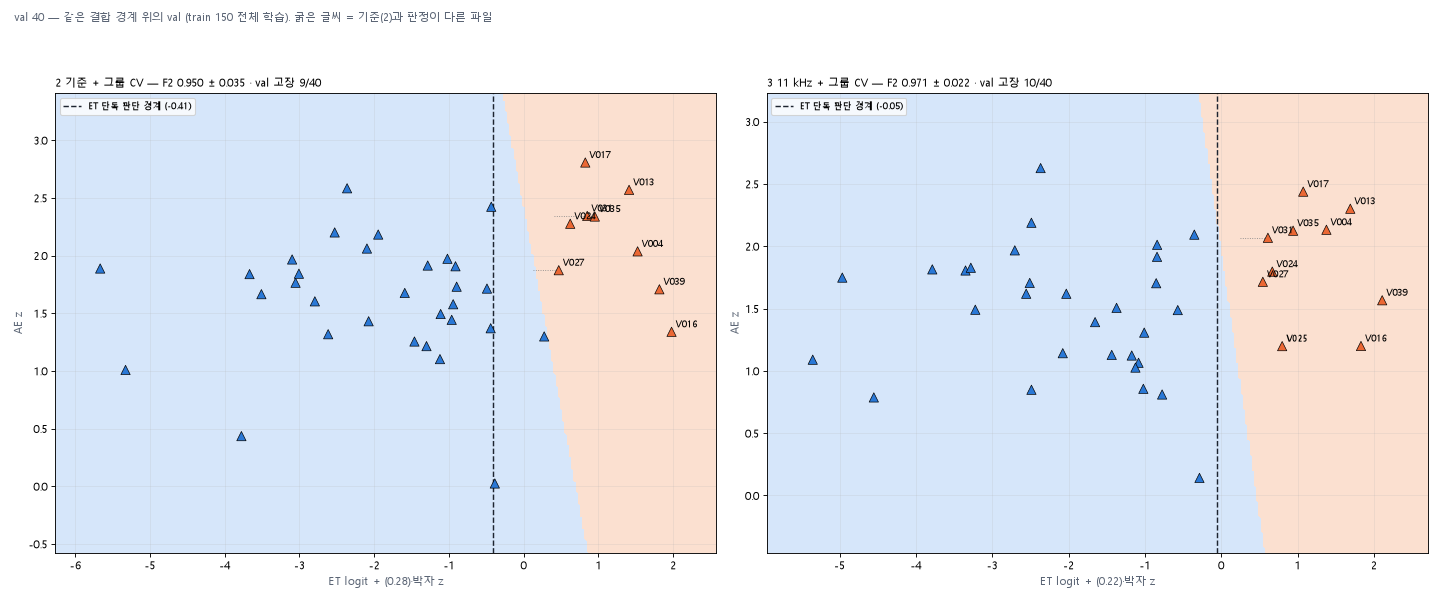 val 40 — 같은 결합 경계 위의 val (train 150 전체 학습). 굵은 글씨 = 기준(2)과 판정이 다른 파일
2 기준 + 그룹 CV — F2 0.950 ± 0.035 · val 고장 9/40
ET 단독 판단 경계 (-0.41)
AE z
3.0
2.5
2.0
1.5
1.0
0.5
0.0
-0.5
V017
V013
V035
V004
V027
V039
V016
-6
-5
-4
-3
-2
-1
0
1
2
ET logit + (0.28)·박자 z
3 11 kHz + 그룹 CV — F2 0.971 ± 0.022 · val 고장 10/40
ET 단독 판단 경계 (-0.05)
AE z
3.0
2.5
2.0
1.5
1.0
0.5
0.0
V017
V013
V031
V035
V004
V024
V027
V039
V025
V016
-5
-4
-3
-2
-1
0
1
2
ET logit + (0.22)·박자 z